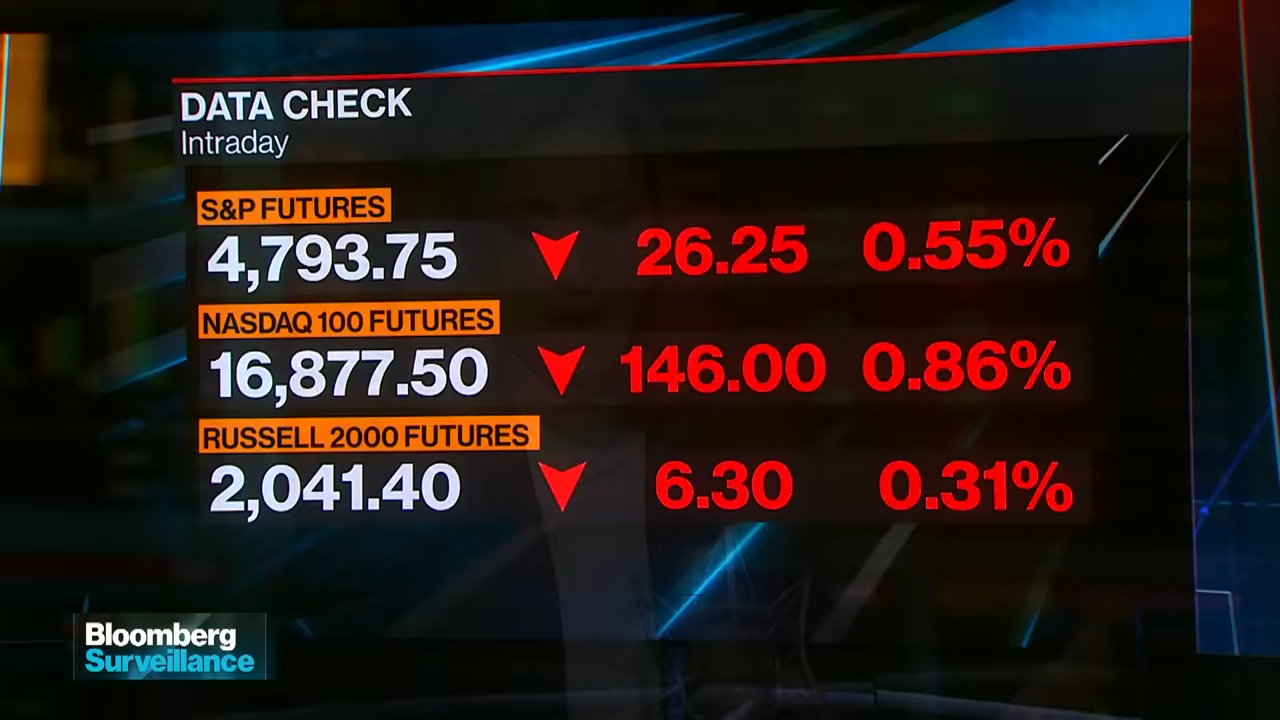 DATA CHECK
Intraday
S&P FUTURES
4,793.75 26.25 0.55%
NASDAQ 100 FUTURES
16,877.50 146.00 0.86%
RUSSELL 2000 FUTURES
2,041.40 6.30 0.31%
Bloomberg
Surveillance